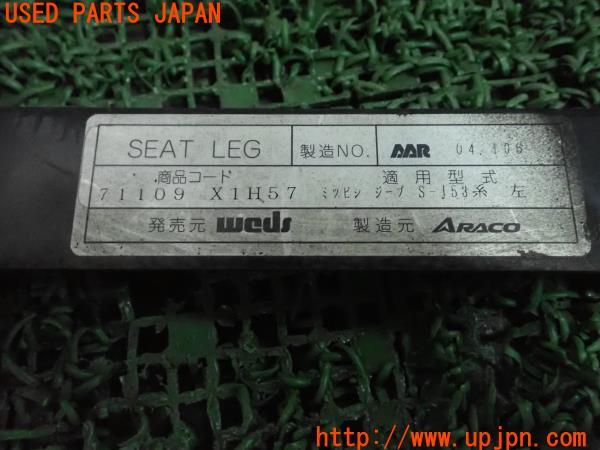 USED PARTS JAPAN
SEAT LEG 製造NO. AAR 04.406
商品コード 適用型式
71109 X1H57 ミツビシ ジープ S-J53系 左
発売元 weds 製造元 ARACO
http://www.upjpn.com/